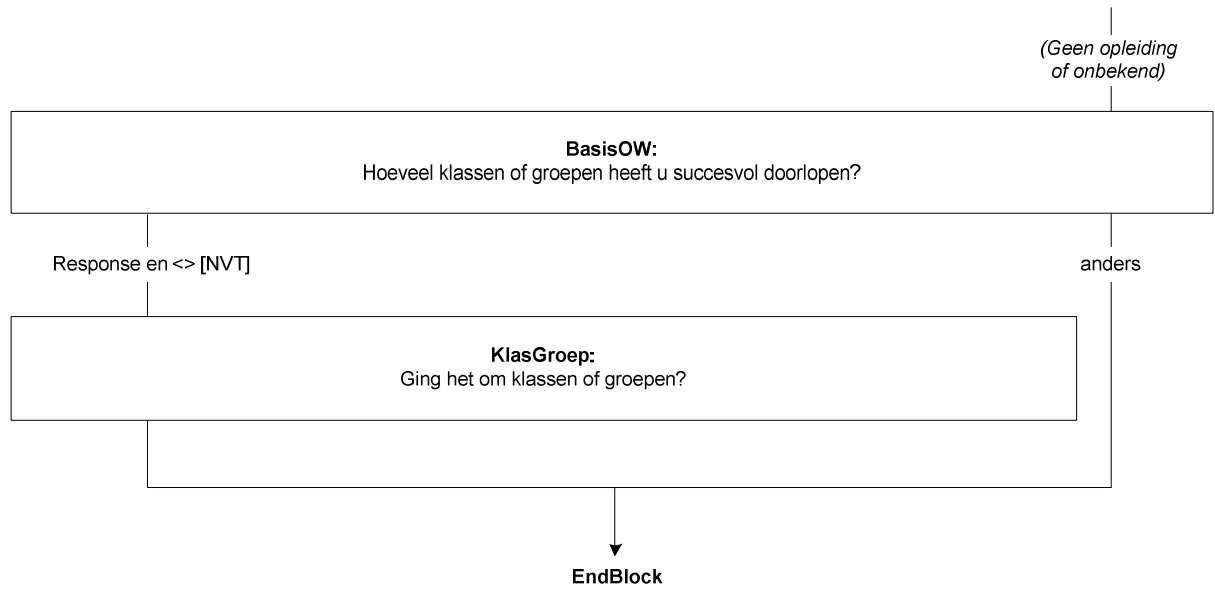 (Geen opleiding
of onbekend)
BasisOW:
Hoeveel klassen of groepen heeft u succesvol doorlopen?
Response en <> [NVT]
anders
KlasGroep:
Ging het om klassen of groepen?
EndBlock